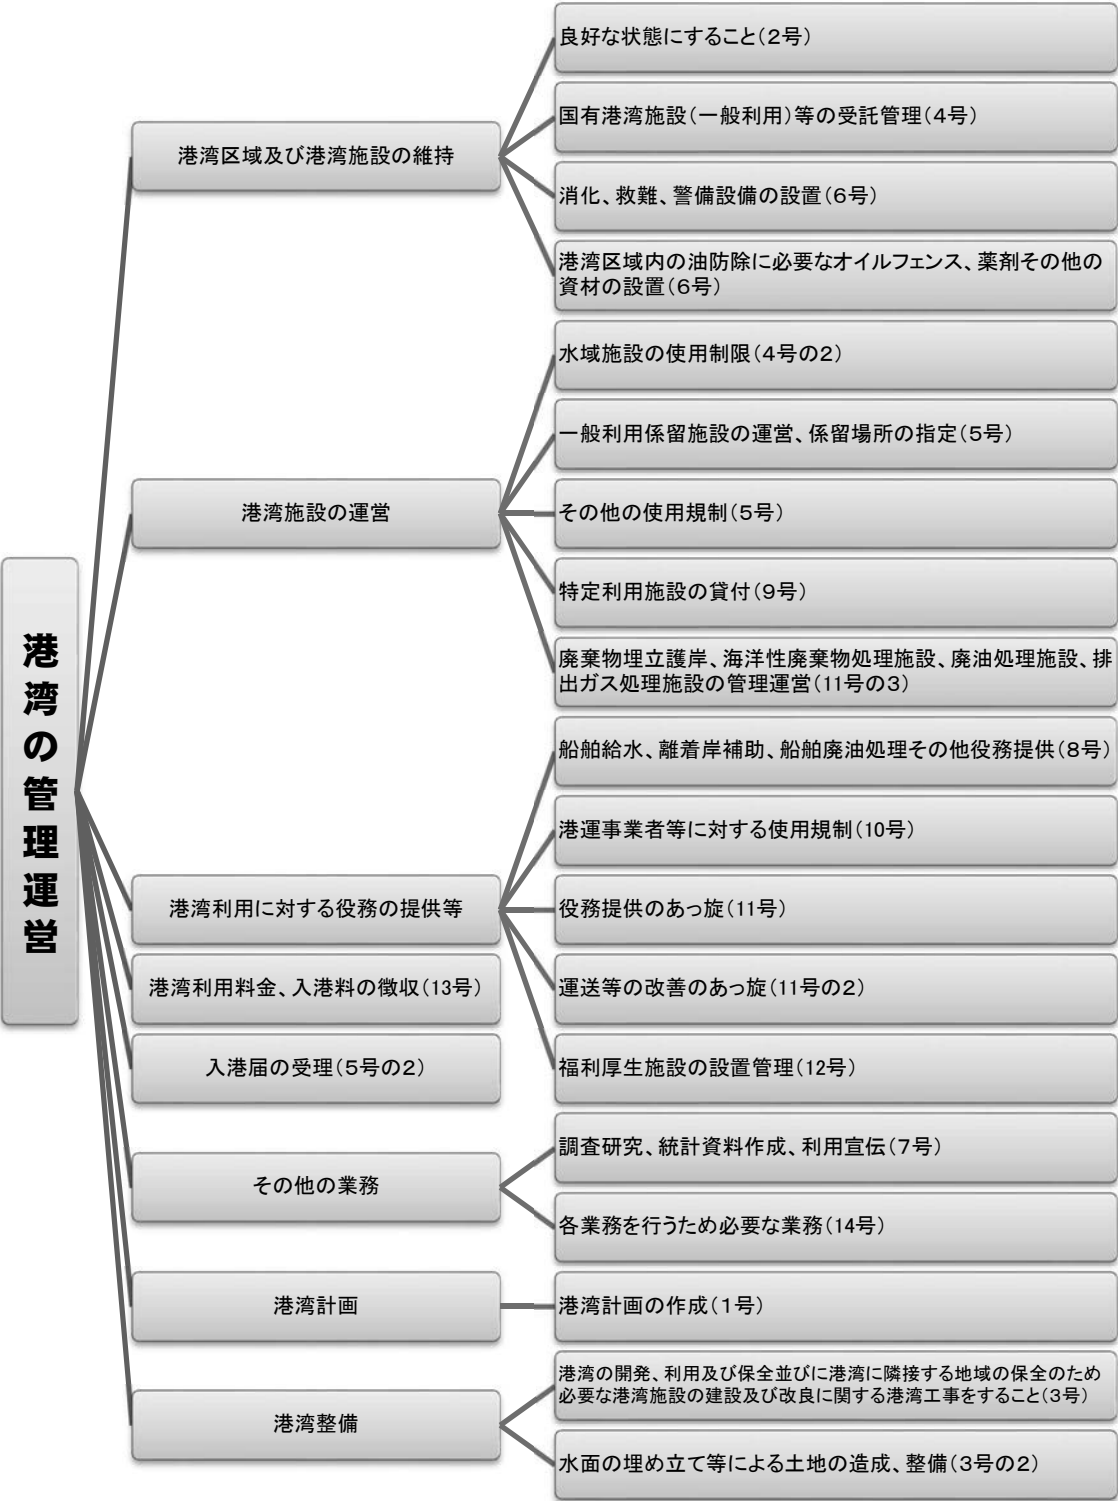 港湾の管理運営
港湾区域及び港湾施設の維持
良好な状態にすること(2号)
国有港湾施設(一般利用)等の受託管理(4号)
消化、救難、警備設備の設置(6号)
港湾区域内の油防除に必要なオイルフェンス、薬剤その他の
資材の設置(6号)
港湾施設の運営
水域施設の使用制限(4号の2)
一般利用係留施設の運営、係留場所の指定(5号)
その他の使用規制(5号)
特定利用施設の貸付(9号)
廃棄物埋立護岸、海洋性廃棄物処理施設、廃油処理施設、排
出ガス処理施設の管理運営(11号の3)
港湾利用に対する役務の提供等
船舶給水、離着岸補助、船舶廃油処理その他役務提供(8号)
港運事業者等に対する使用規制(10号)
役務提供のあっ旋(11号)
運送等の改善のあっ旋(11号の2)
福利厚生施設の設置管理(12号)
港湾利用料金、入港料の徴収(13号)
入港届の受理(5号の2)
その他の業務
調査研究、統計資料作成、利用宣伝(7号)
各業務を行うため必要な業務(14号)
港湾計画
港湾計画の作成(1号)
港湾整備
港湾の開発、利用及び保全並びに港湾に隣接する地域の保全のため
必要な港湾施設の建設及び改良に関する港湾工事をすること(3号)
水面の埋め立て等による土地の造成、整備(3号の2)